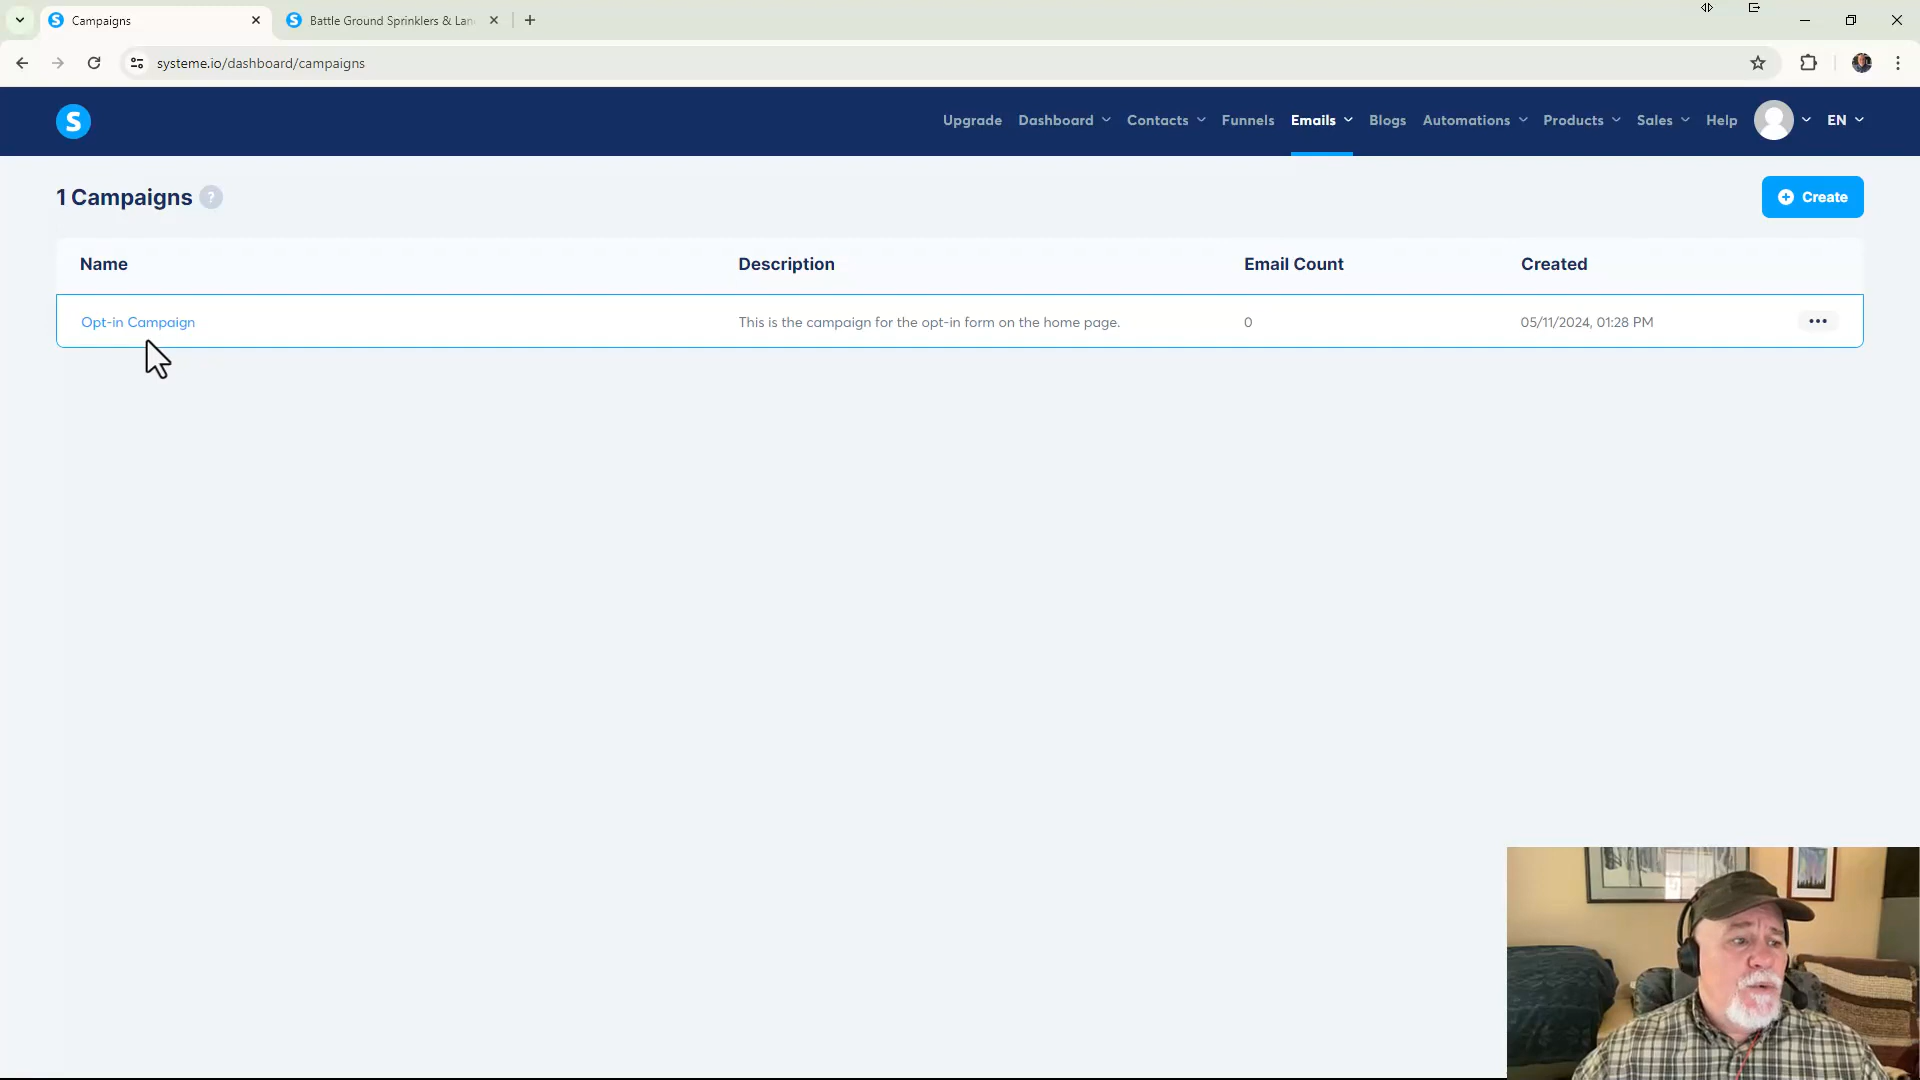 Campaigns
Battle Ground Sprinklers & Lan
systeme.io/dashboard/campaigns
S
Upgrade Dashboard Contacts Funnels Emails Blogs Automations Products Sales Help EN
1 Campaigns ?
Create
Name Description Email Count Created
Opt-in Campaign This is the campaign for the opt-in form on the home page. 0 05/11/2024, 01:28 PM